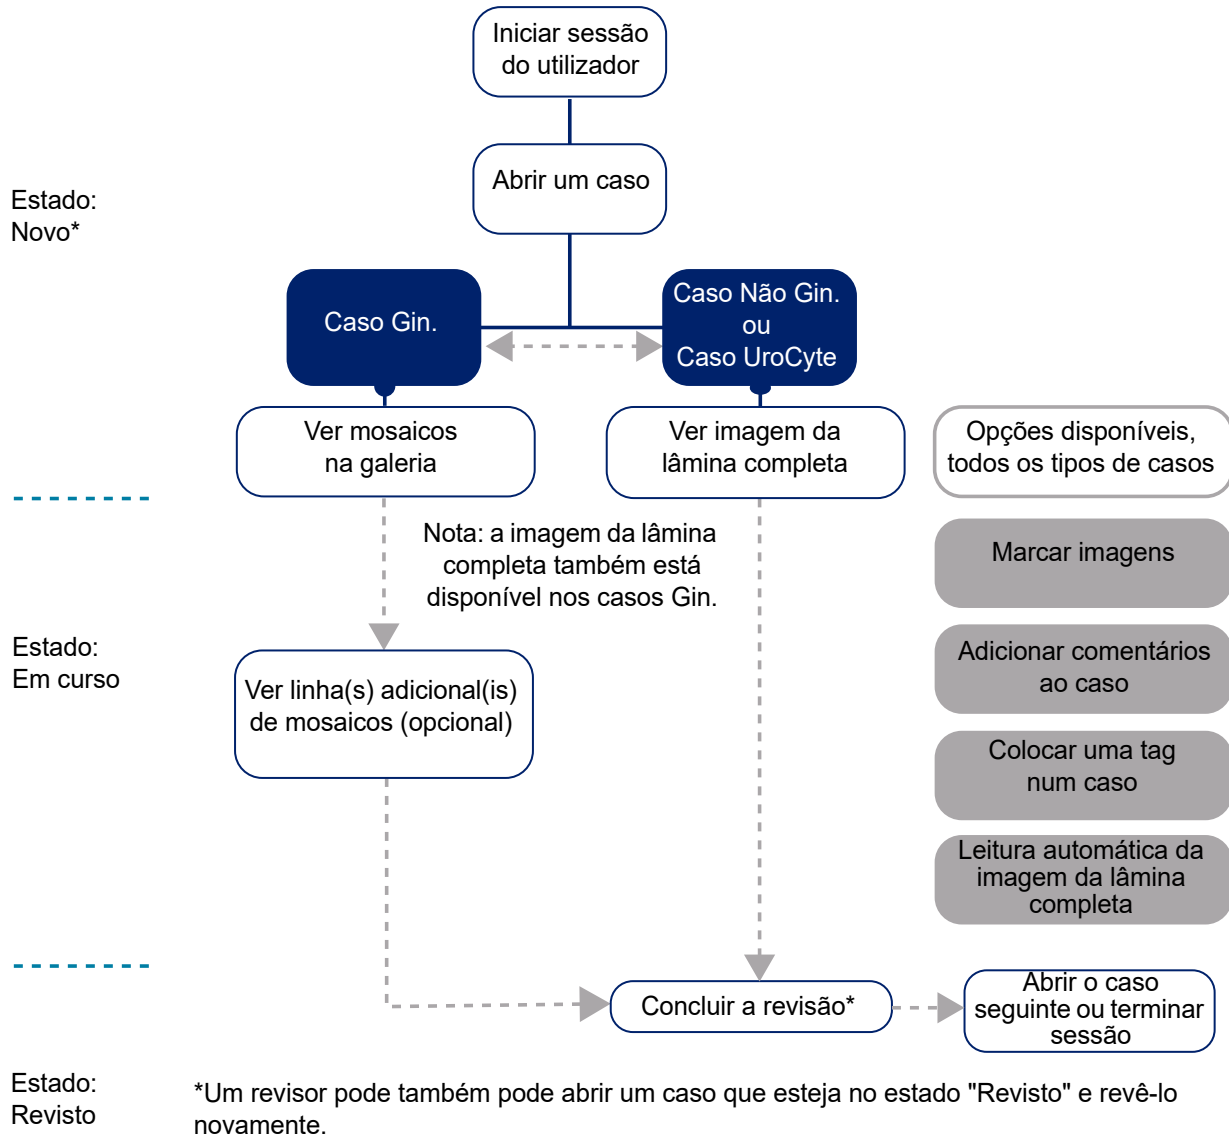 Iniciar sessão
do utilizador
Abrir um caso
Estado:
Novo*
Caso Gin.
Caso Não Gin.
ou
Caso UroCyte
Ver mosaicos
na galeria
Ver imagem da
lâmina completa
Opções disponíveis,
todos os tipos de casos
Nota: a imagem da lâmina
completa também está
disponível nos casos Gin.
Marcar imagens
Estado:
Em curso
Ver linha(s) adicional(is)
de mosaicos (opcional)
Adicionar comentários
ao caso
Colocar uma tag
num caso
Leitura automática da
imagem da lâmina
completa
Concluir a revisão*
Abrir o caso
seguinte ou terminar
sessão
Estado:
Revisto
*Um revisor pode também pode abrir um caso que esteja no estado "Revisto" e revê-lo
novamente.